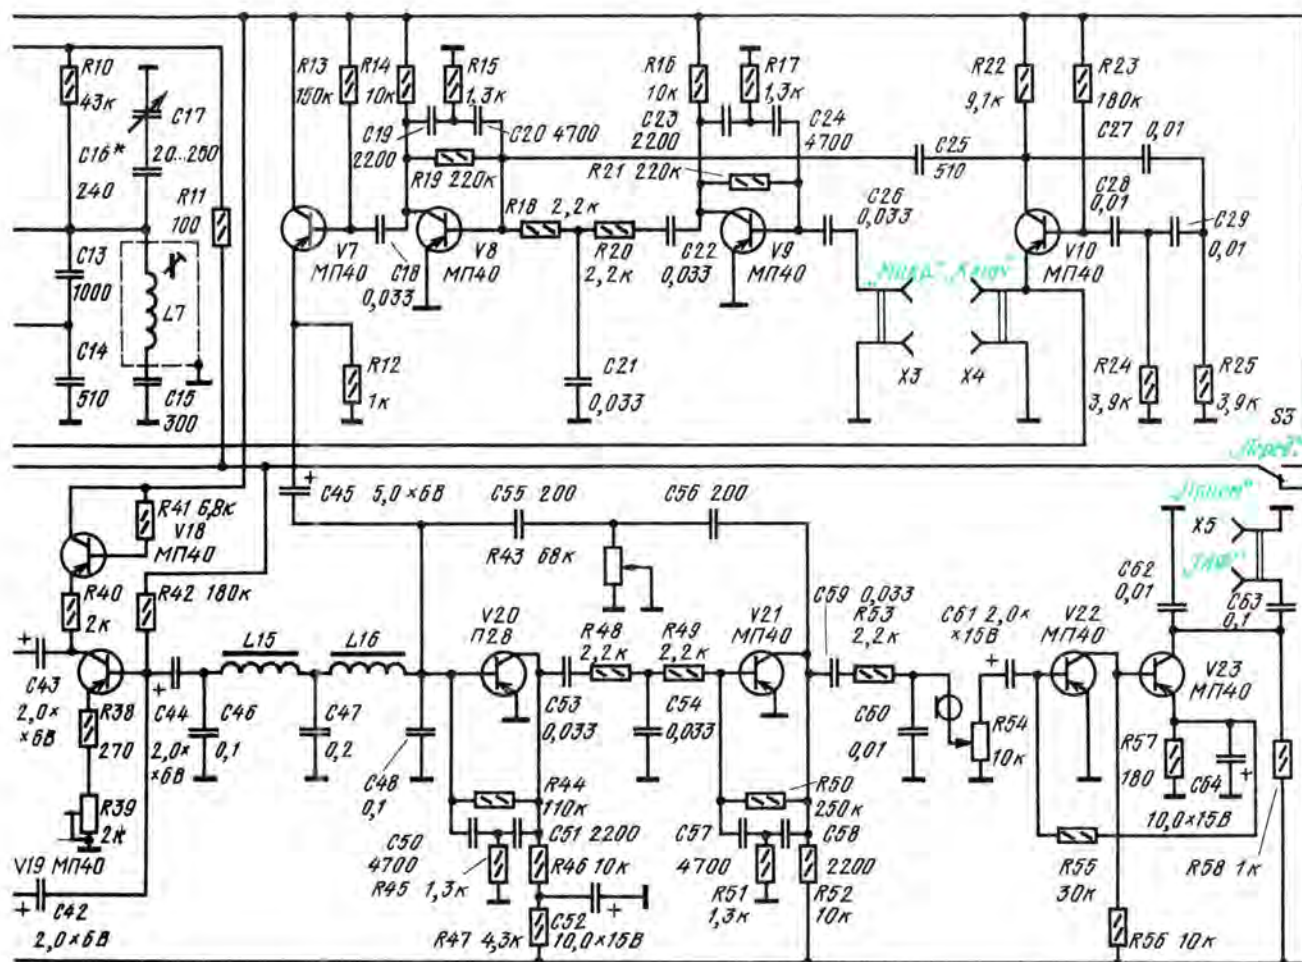 R10
43к
C17
C16*
20...250
240
R11
100
C13
1000
L7
C14
510
C15
300
R13
150к
R14
10к
R15
1,3к
C19
2200
C20 4700
R19 220к
V7
МП40
C18
0,033
V8
МП40
R18 2,2к
R20
2,2к
C21
0,033
R12
1к
R16
10к
R17
1,3к
C23
2200
C24
4700
R21 220к
C22
0,033
V9
МП40
C26
0,033
C25
510
„Микр." „Ключ"
X3
X4
R22
9,1к
R23
180к
C27 0,01
C28
0,01
C29
0,01
V10
МП40
R24
3,9к
R25
3,9к
S3
„Перед."
„Прием"
X5
„Тлф"
R41 6,8к
V18
МП40
R40
2к
R42 180к
C43
2,0×
×6В
R38
270
R39
2к
V19 МП40
C42
2,0×6В
C44
2,0×
×6В
C46
0,1
L15
L16
C47
0,2
C48
0,1
C45 5,0×6В
C55 200
C56 200
R43 68к
V20
П28
C53
0,033
R48
2,2к
R49
2,2к
C54
0,033
R44
110к
C50
4700
C51 2200
R45 1,3к
R46 10к
C52
10,0×15В
R47 4,3к
V21
МП40
C59 0,033
R53
2,2к
C60
0,01
R50
250к
C57
4700
C58
2200
R51
1,3к
R52
10к
C61 2,0×
×15В
R54
10к
V22
МП40
C62
0,01
C63
0,1
V23
МП40
R57
180
C64
10,0×15В
R55
30к
R56 10к
R58 1к